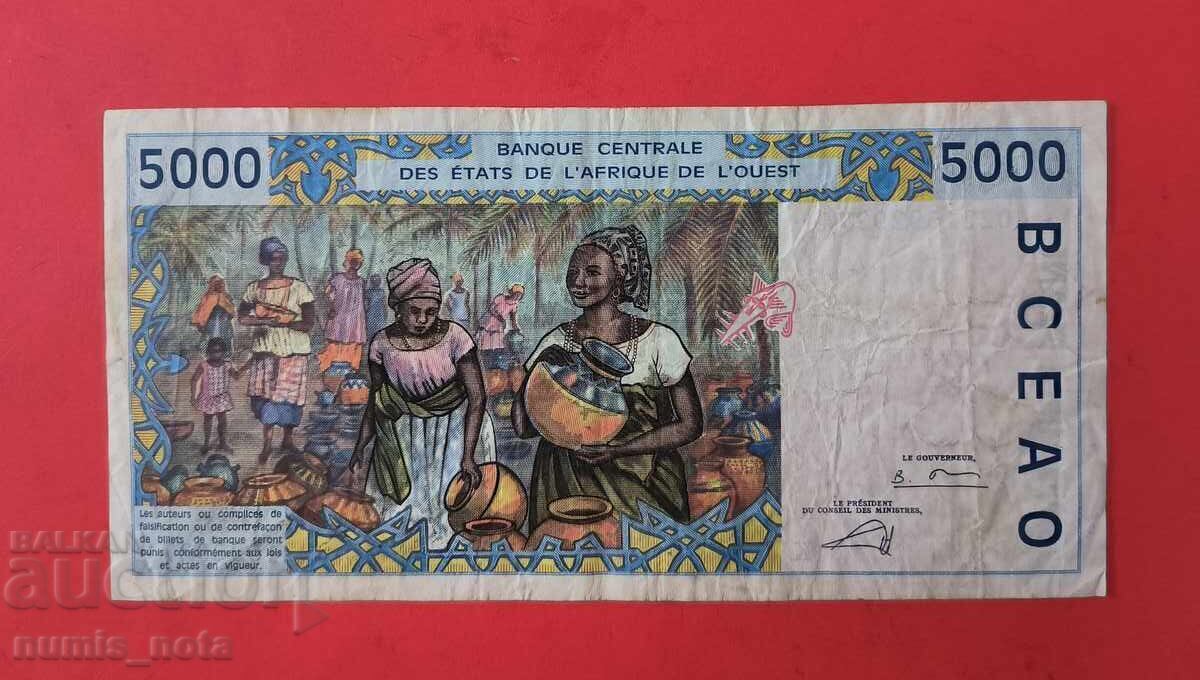 5000
BANQUE CENTRALE
DES ÉTATS DE L'AFRIQUE DE L'OUEST
5000
BCEAO
LE GOUVERNEUR,
LE PRÉSIDENT
DU CONSEIL DES MINISTRES,
Les auteurs ou complices de
falsification ou de contrefaçon
de billets de banque seront
punis conformément aux lois
et actes en vigueur.
BALKAN
auction
numis_nota